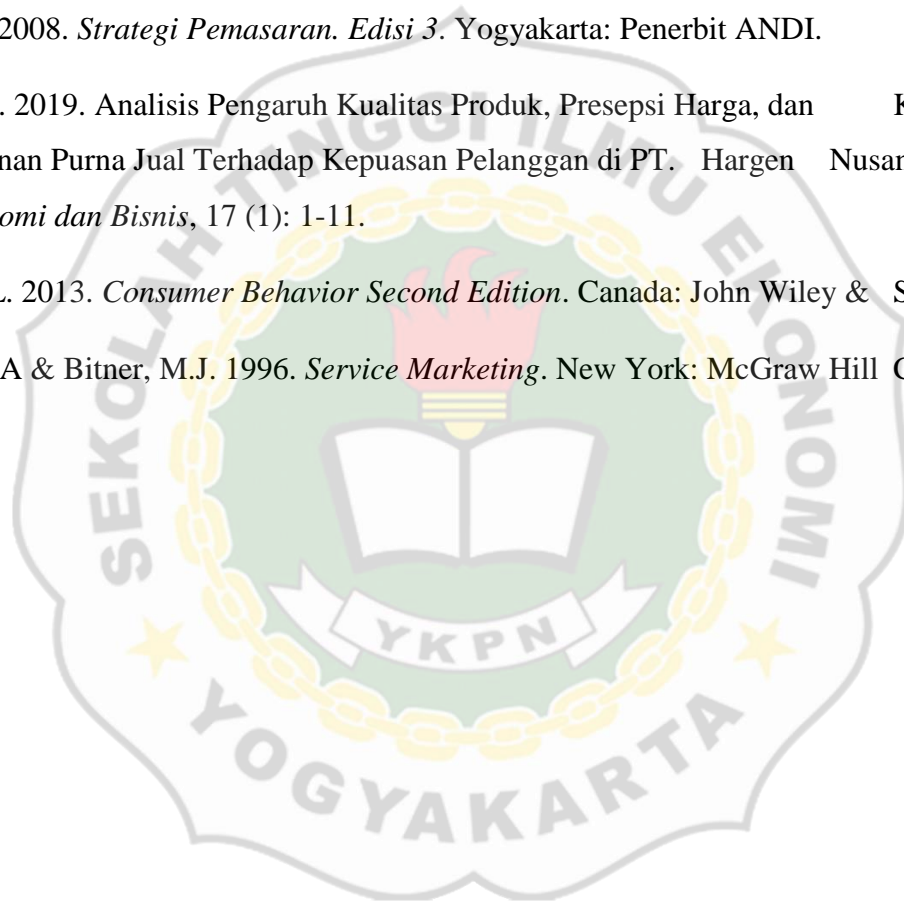 2008. Strategi Pemasaran. Edisi 3. Yogyakarta: Penerbit ANDI.
. 2019. Analisis Pengaruh Kualitas Produk, Presepsi Harga, dan K
nan Purna Jual Terhadap Kepuasan Pelanggan di PT. Hargen Nusan
omi dan Bisnis, 17 (1): 1-11.
L. 2013. Consumer Behavior Second Edition. Canada: John Wiley & S
A & Bitner, M.J. 1996. Service Marketing. New York: McGraw Hill
SEKOLAH TINGGI ILMU EKONOMI
YKPN
YOGYAKARTA